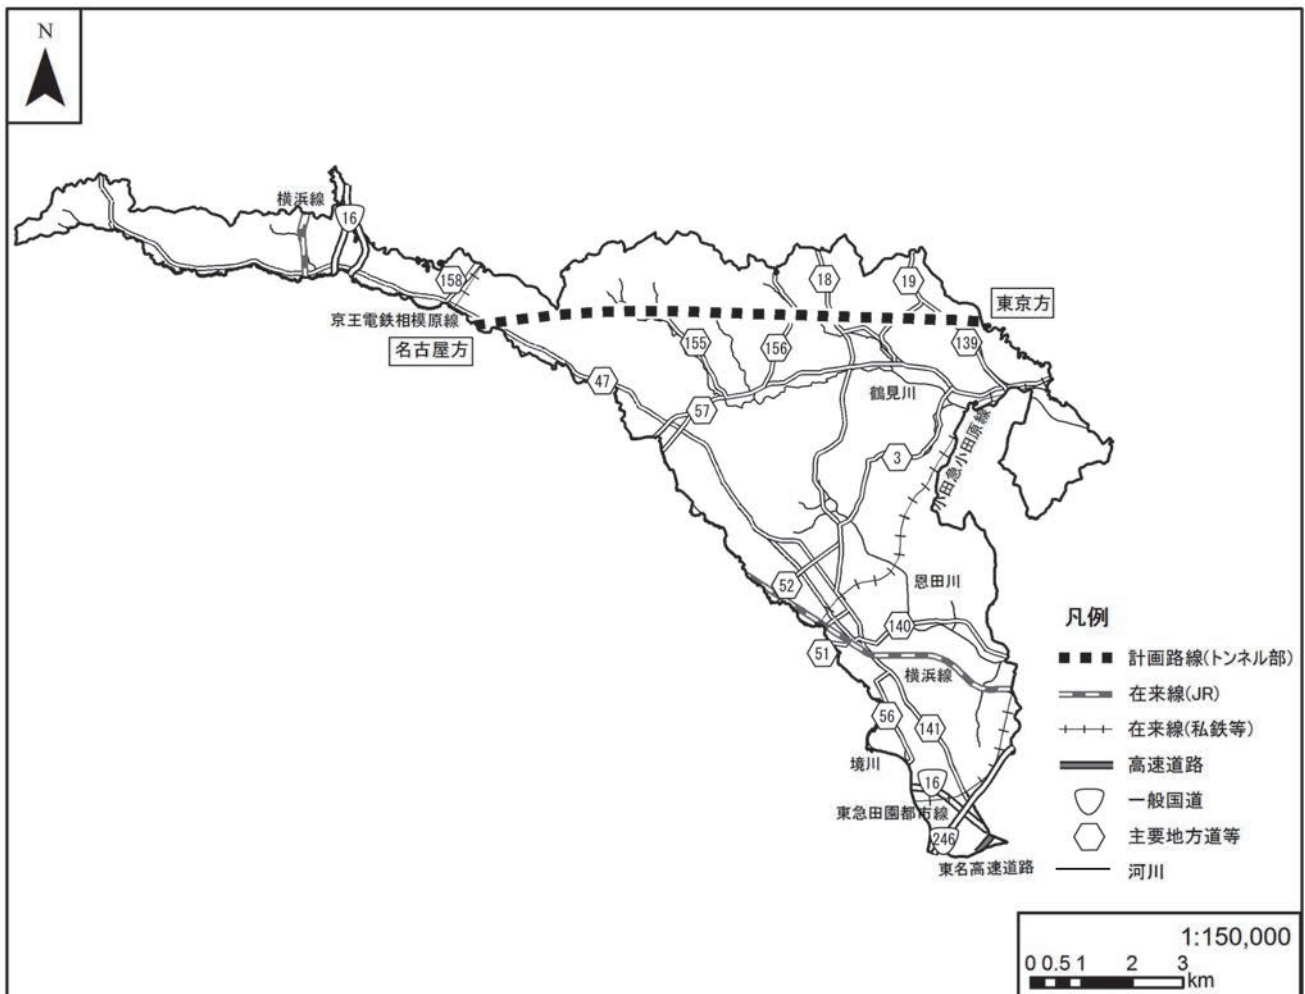 N
横浜線
16
158
18
19
東京方
京王電鉄相模原線
名古屋方
155
156
139
47
57
鶴見川
3
小田急小田原線
52
恩田川
140
51
横浜線
56
141
境川
16
東急田園都市線
246
東名高速道路
凡例
計画路線(トンネル部)
在来線(JR)
在来線(私鉄等)
高速道路
一般国道
主要地方道等
河川
1:150,000
0 0.5 1 2 3
km